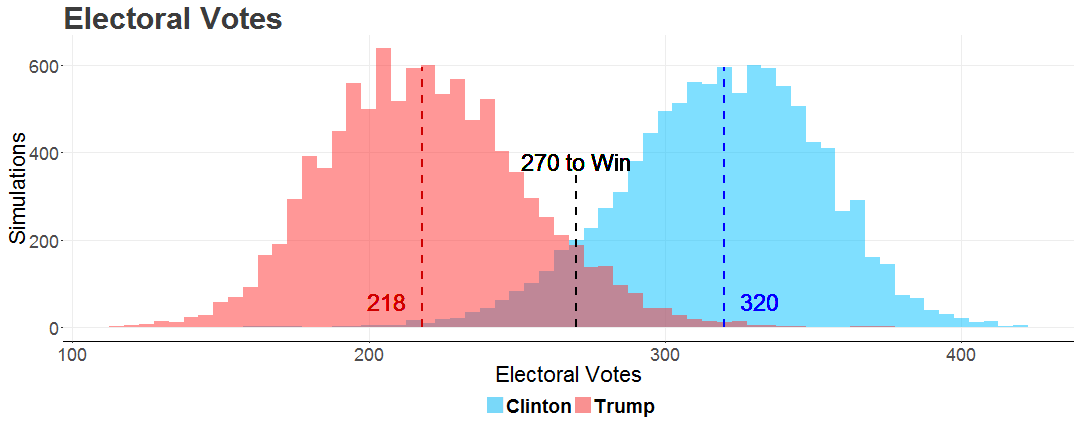 Electoral Votes
600
400
200
0
Simulations
270 to Win
218
320
100
200
300
400
Electoral Votes
Clinton Trump